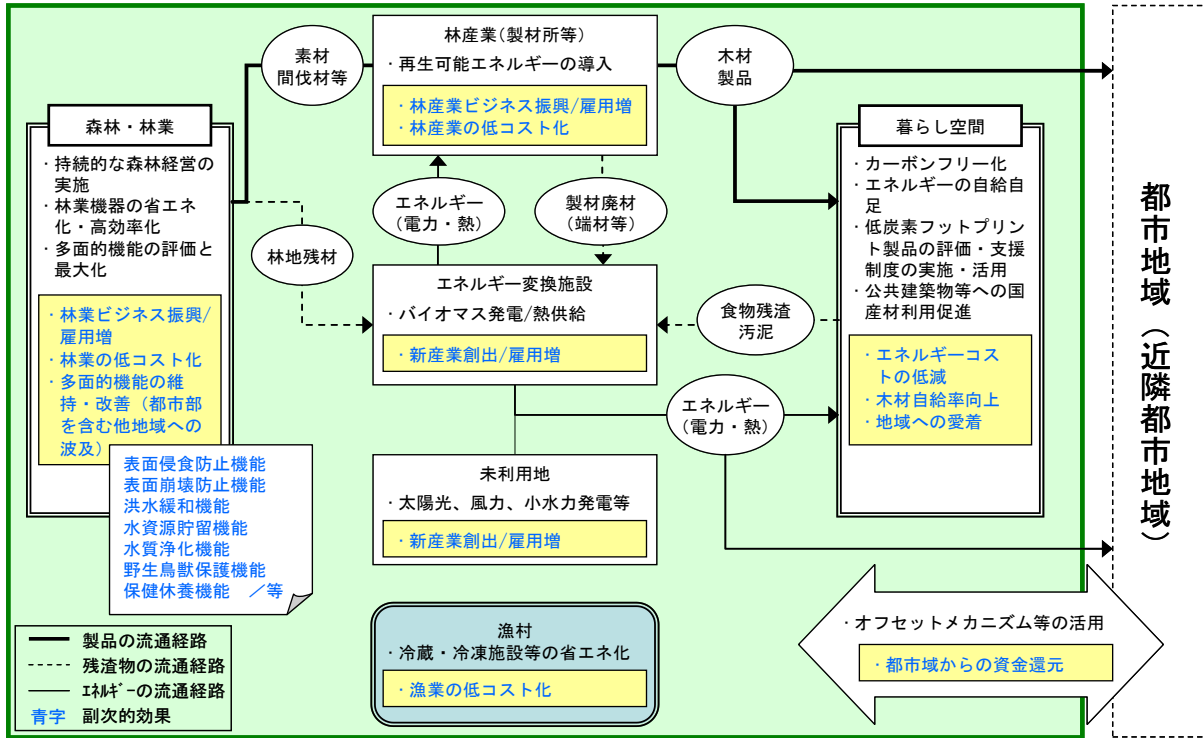 素材
間伐材等
林産業(製材所等)
・再生可能エネルギーの導入
・林産業ビジネス振興/雇用増
・林産業の低コスト化
木材
製品
森林・林業
・持続的な森林経営の
実施
・林業機器の省エネ
化・高効率化
・多面的機能の評価と
最大化
・林業ビジネス振興/
雇用増
・林業の低コスト化
・多面的機能の維
持・改善（都市部
を含む他地域への
波及）
表面侵食防止機能
表面崩壊防止機能
洪水緩和機能
水資源貯留機能
水質浄化機能
野生鳥獣保護機能
保健休養機能　／等
林地残材
エネルギー
(電力・熱)
製材廃材
(端材等)
エネルギー変換施設
・バイオマス発電/熱供給
・新産業創出/雇用増
食物残渣
汚泥
エネルギー
(電力・熱)
未利用地
・太陽光、風力、小水力発電等
・新産業創出/雇用増
暮らし空間
・カーボンフリー化
・エネルギーの自給自
足
・低炭素フットプリン
ト製品の評価・支援
制度の実施・活用
・公共建築物等への国
産材利用促進
・エネルギーコス
トの低減
・木材自給率向上
・地域への愛着
都市地域（近隣都市地域）
漁村
・冷蔵・冷凍施設等の省エネ化
・漁業の低コスト化
・オフセットメカニズム等の活用
・都市域からの資金還元
製品の流通経路
残渣物の流通経路
ｴﾈﾙｷﾞｰの流通経路
青字　副次的効果